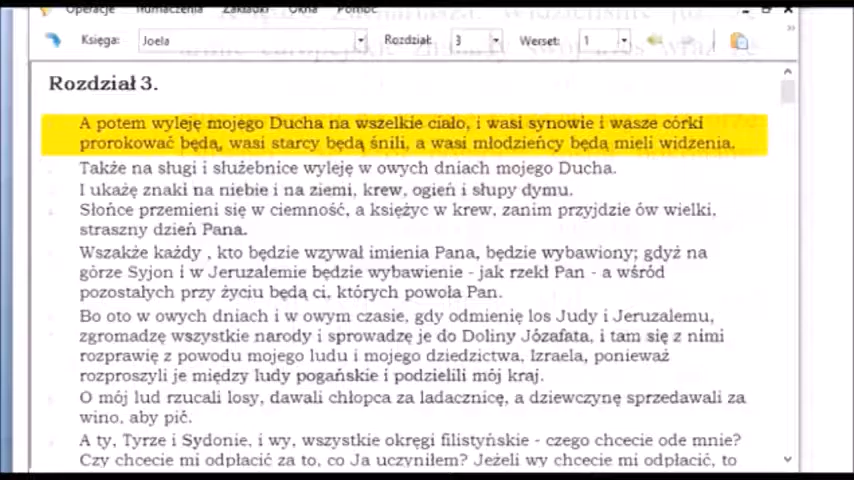 Operacje Tłumaczenia Zakładki Okna Pomoc
Księga: Joela Rozdział: 3 Werset: 1
Rozdział 3.
A potem wyleję mojego Ducha na wszelkie ciało, i wasi synowie i wasze córki
prorokować będą, wasi starcy będą śnili, a wasi młodzieńcy będą mieli widzenia.
Także na sługi i służebnice wyleję w owych dniach mojego Ducha.
I ukażę znaki na niebie i na ziemi, krew, ogień i słupy dymu.
Słońce przemieni się w ciemność, a księżyc w krew, zanim przyjdzie ów wielki,
straszny dzień Pana.
Wszakże każdy , kto będzie wzywał imienia Pana, będzie wybawiony; gdyż na
górze Syjon i w Jeruzalemie będzie wybawienie - jak rzekł Pan - a wśród
pozostałych przy życiu będą ci, których powoła Pan.
Bo oto w owych dniach i w owym czasie, gdy odmienię los Judy i Jeruzalemu,
zgromadzę wszystkie narody i sprowadzę je do Doliny Józafata, i tam się z nimi
rozprawię z powodu mojego ludu i mojego dziedzictwa, Izraela, ponieważ
rozproszyli je między ludy pogańskie i podzielili mój kraj.
O mój lud rzucali losy, dawali chłopca za ladacznicę, a dziewczynę sprzedawali za
wino, aby pić.
A ty, Tyrze i Sydonie, i wy, wszystkie okręgi filistyńskie - czego chcecie ode mnie?
Czy chcecie mi odpłacić za to, co Ja uczyniłem? Jeżeli wy chcecie mi odpłacić, to